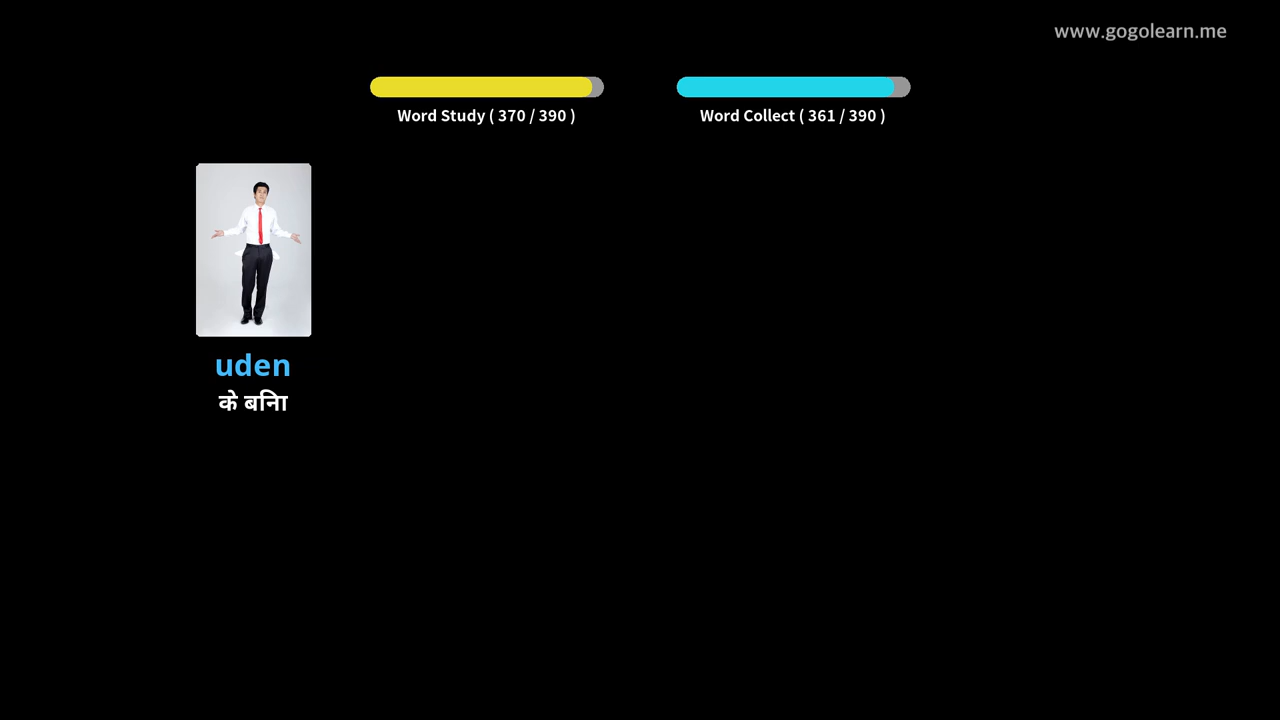 www.gogolearn.me
Word Study ( 370 / 390 )
Word Collect ( 361 / 390 )
uden
के बिना